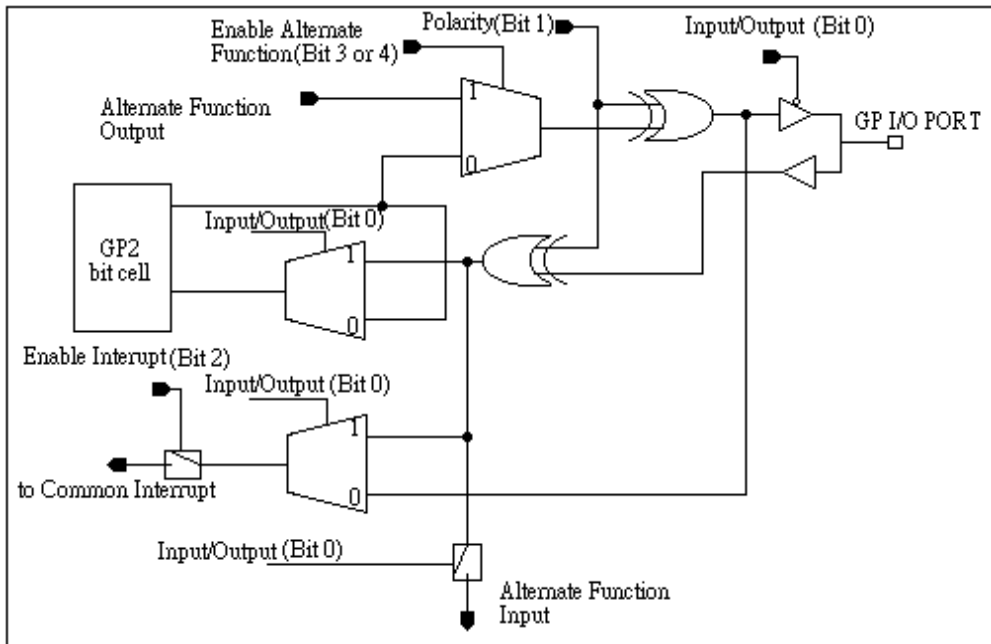 Polarity(Bit 1)
Enable Alternate
Function(Bit 3 or 4)
Input/Output (Bit 0)
Alternate Function
Output
1
0
GP I/O PORT
GP2
bit cell
Input/Output(Bit 0)
1
0
Enable Interupt(Bit 2)
Input/Output (Bit 0)
1
0
to Common Interrupt
Input/Output (Bit 0)
Alternate Function
Input